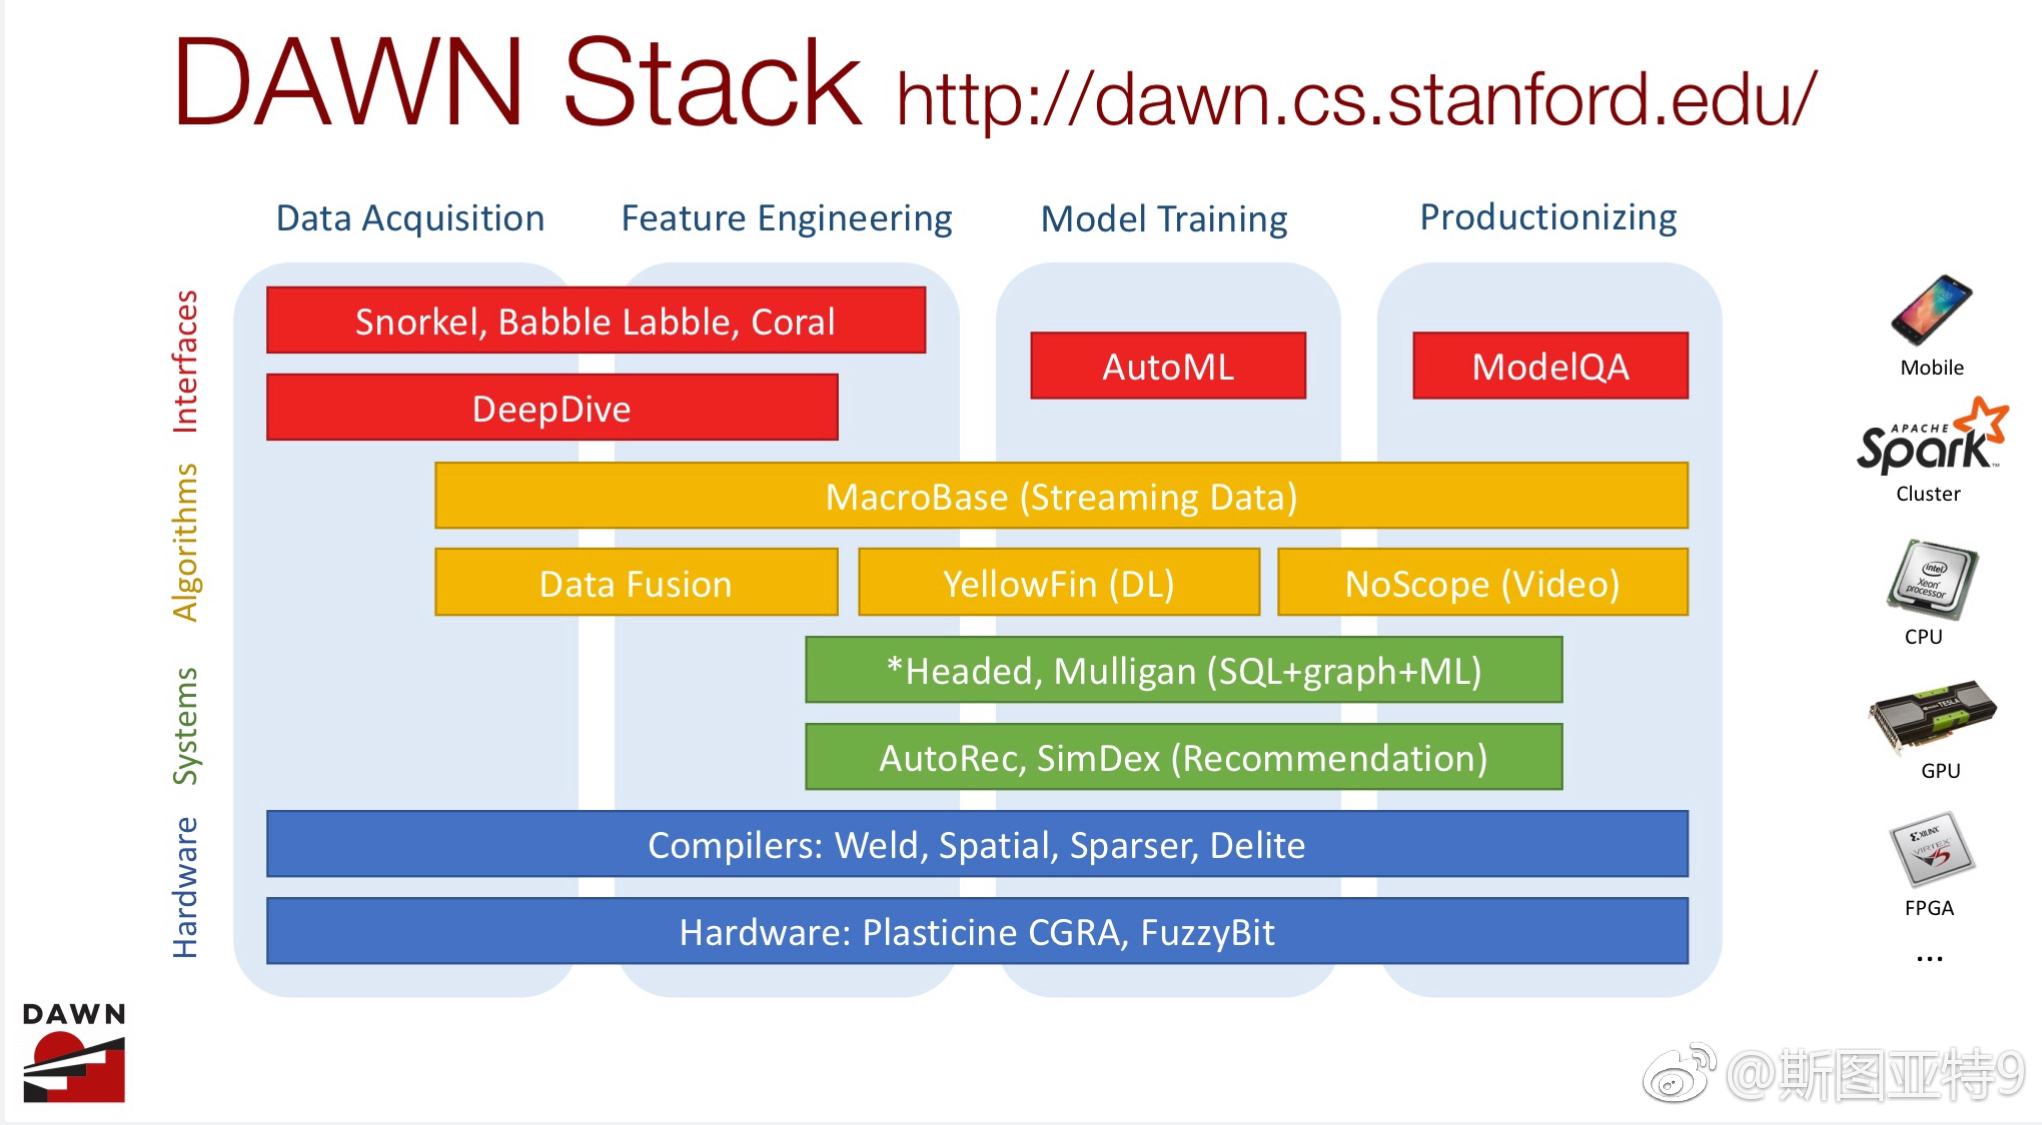 DAWN Stack http://dawn.cs.stanford.edu/
Data Acquisition
Feature Engineering
Model Training
Productionizing
Interfaces
Snorkel, Babble Labble, Coral
DeepDive
AutoML
ModelQA
Algorithms
MacroBase (Streaming Data)
Data Fusion
YellowFin (DL)
NoScope (Video)
Systems
*Headed, Mulligan (SQL+graph+ML)
AutoRec, SimDex (Recommendation)
Hardware
Compilers: Weld, Spatial, Sparser, Delite
Hardware: Plasticine CGRA, FuzzyBit
Mobile
APACHE
Spark™
Cluster
intel
Xeon
processor
CPU
TESLA
GPU
XILINX
VIRTEX
5
FPGA
...
DAWN
@斯图亚特9